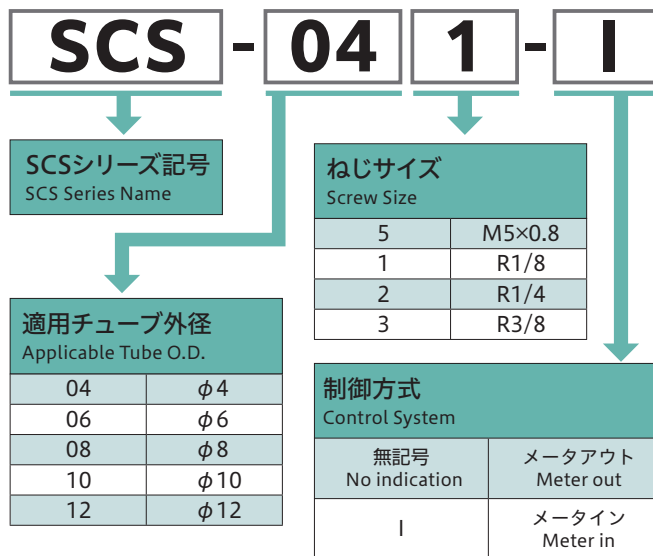 SCS - 04 1 - I
SCSシリーズ記号
SCS Series Name
ねじサイズ
Screw Size
5 M5×0.8
1 R1/8
2 R1/4
3 R3/8
適用チューブ外径
Applicable Tube O.D.
04 φ4
06 φ6
08 φ8
10 φ10
12 φ12
制御方式
Control System
無記号 メータアウト
No indication Meter out
I メータイン
Meter in